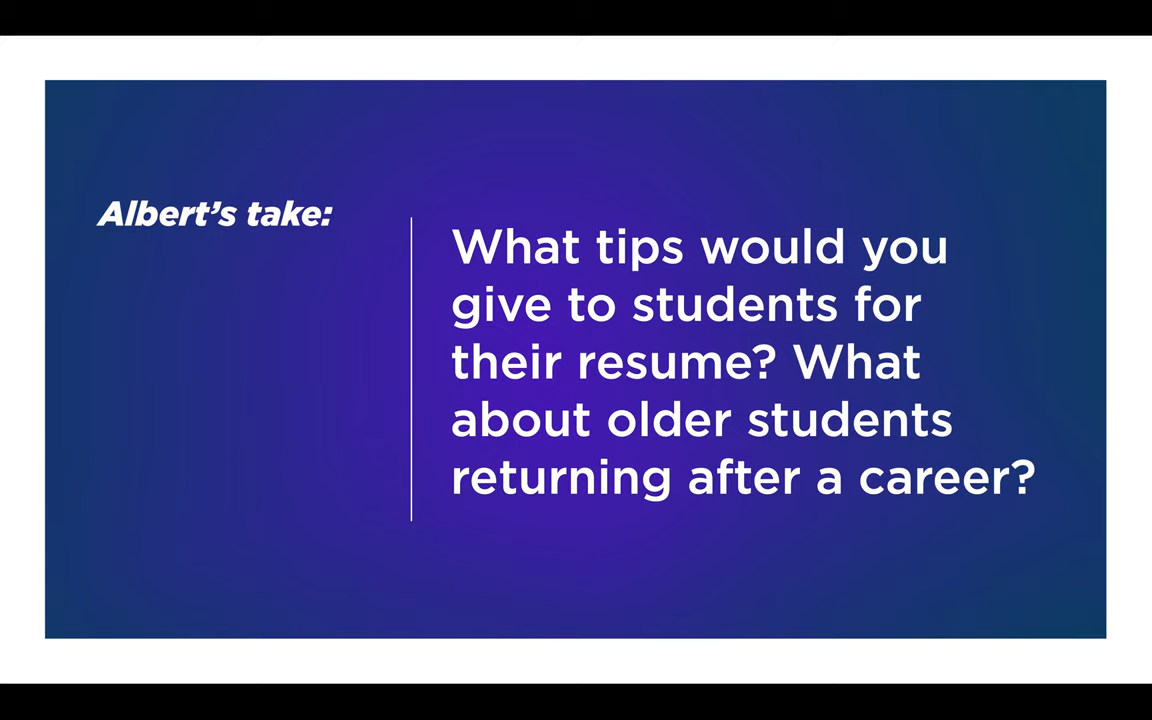 Albert’s take:
What tips would you
give to students for
their resume? What
about older students
returning after a career?